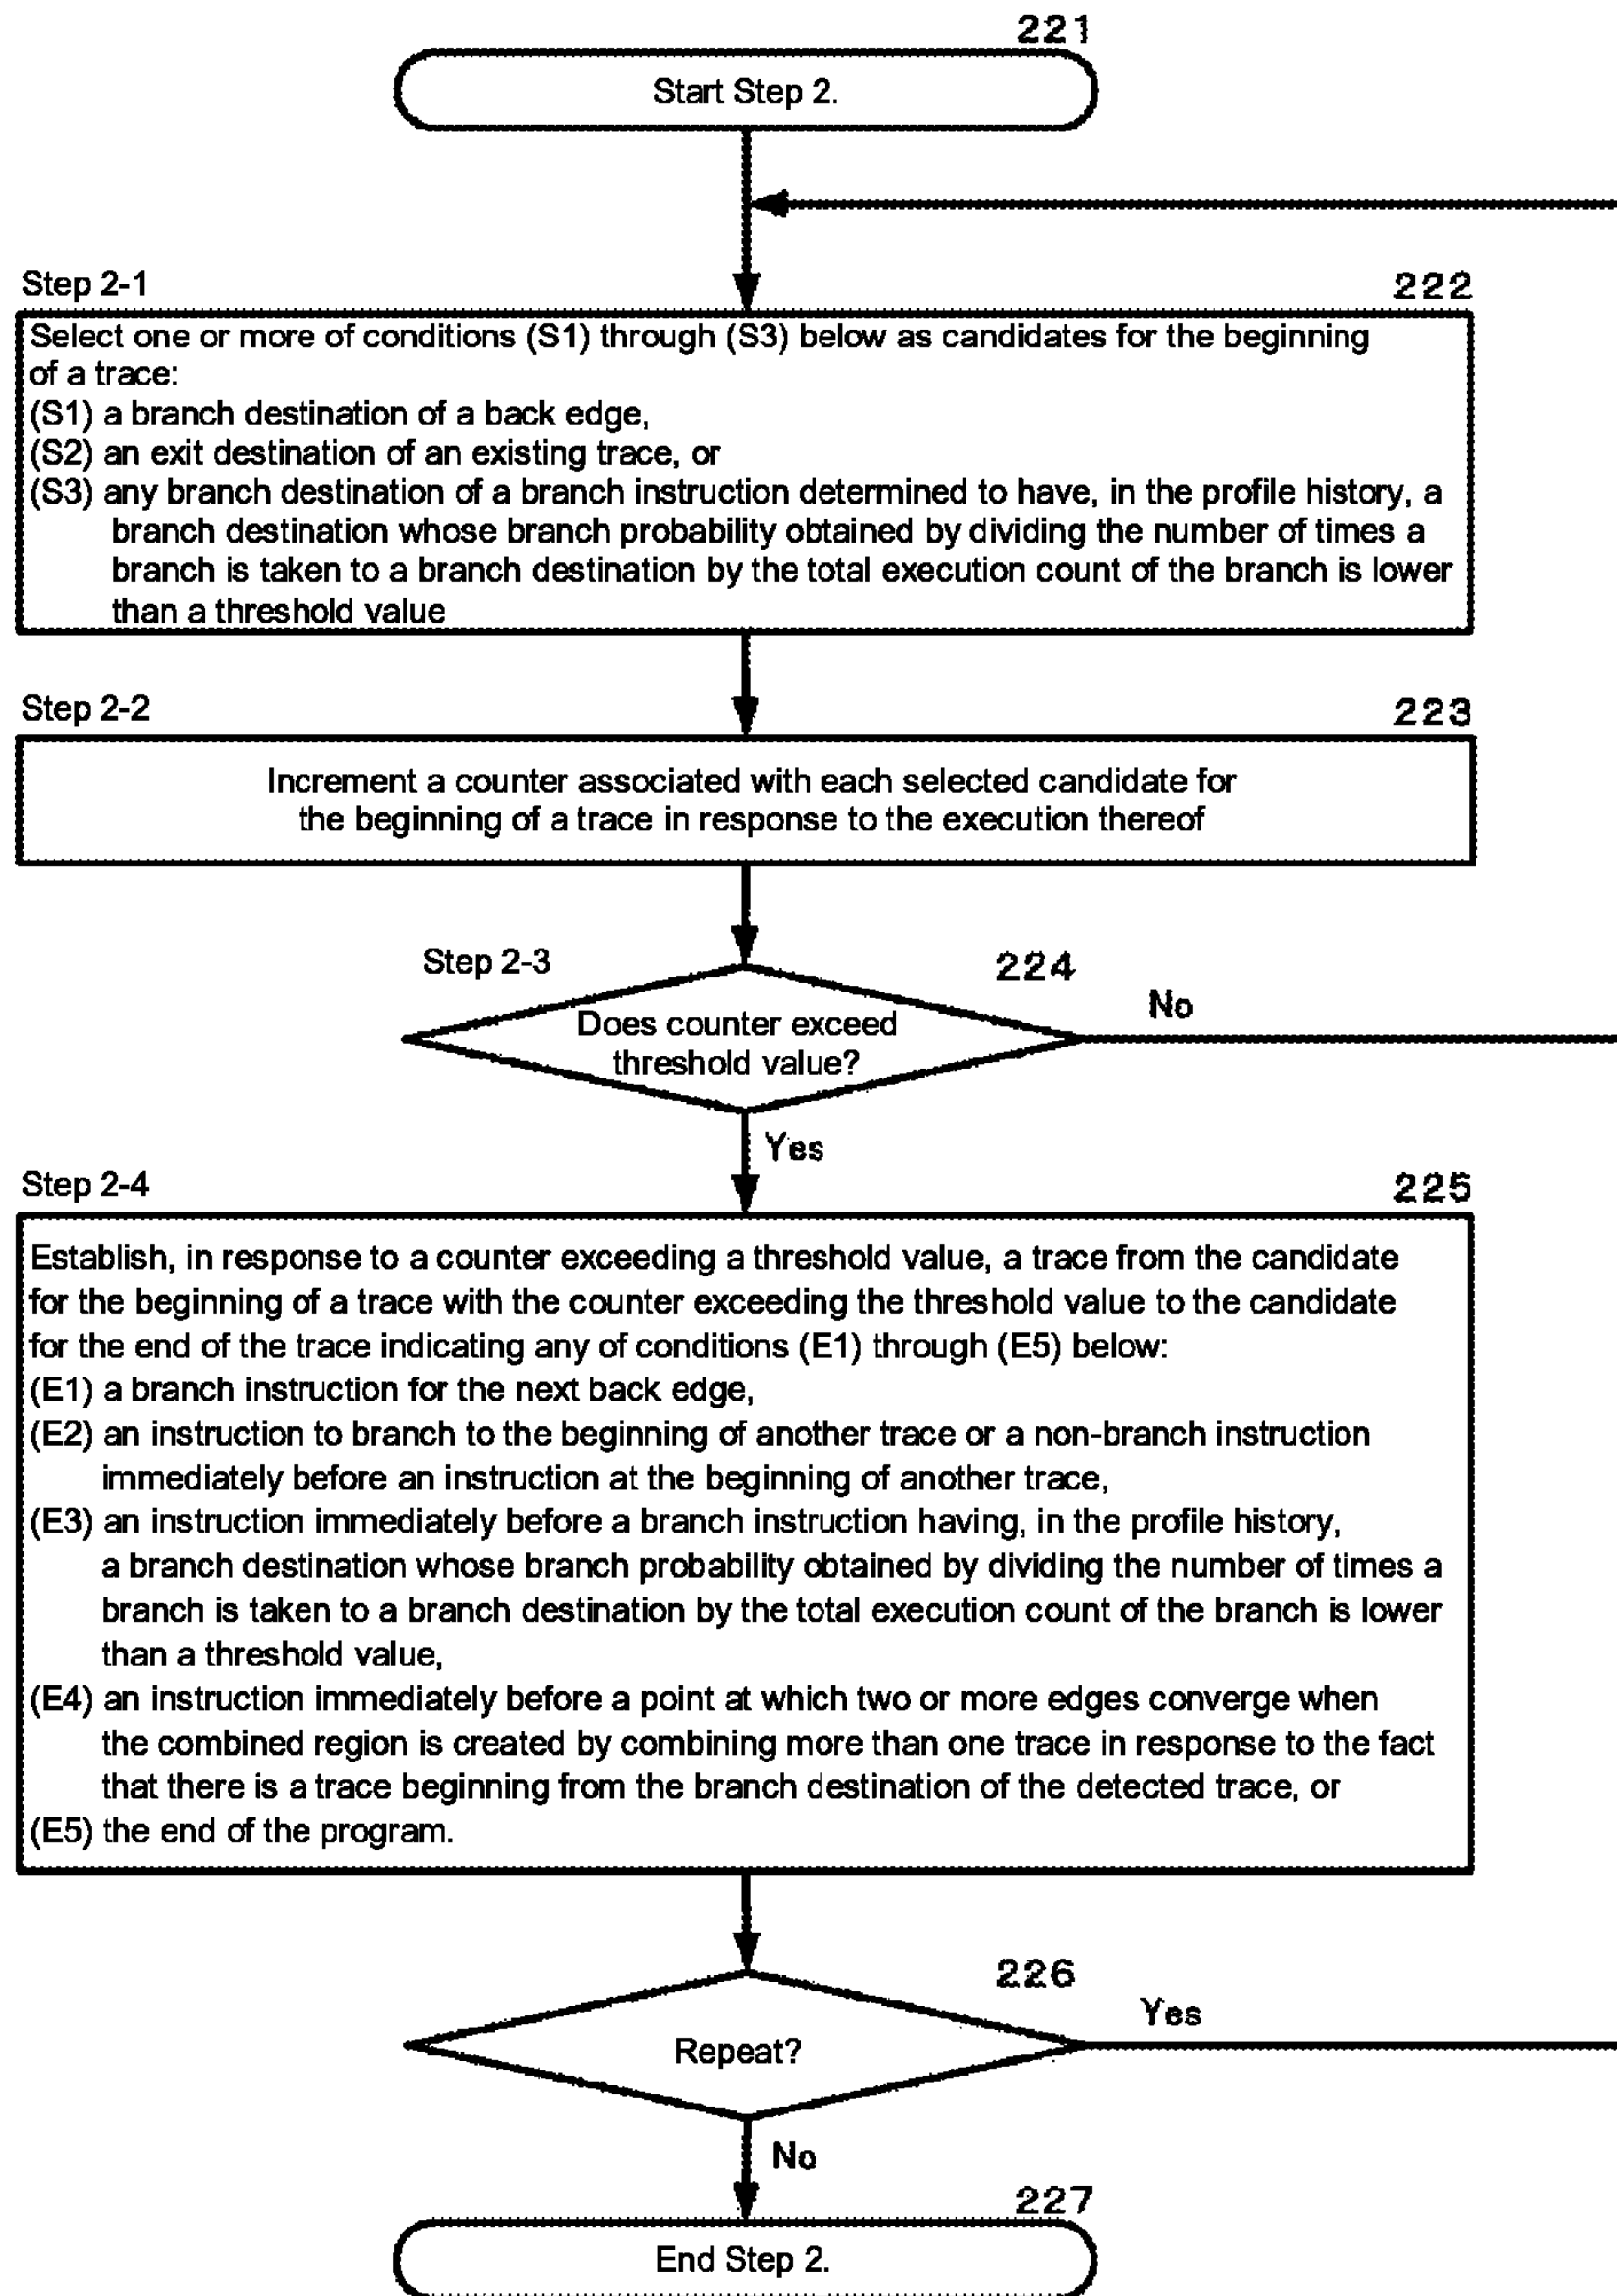 221
Start Step 2.
Step 2-1
222
Select one or more of conditions (S1) through (S3) below as candidates for the beginning
of a trace:
(S1) a branch destination of a back edge,
(S2) an exit destination of an existing trace, or
(S3) any branch destination of a branch instruction determined to have, in the profile history, a
branch destination whose branch probability obtained by dividing the number of times a
branch is taken to a branch destination by the total execution count of the branch is lower
than a threshold value
Step 2-2
223
Increment a counter associated with each selected candidate for
the beginning of a trace in response to the execution thereof
Step 2-3
224
Does counter exceed
threshold value?
No
Yes
Step 2-4
225
Establish, in response to a counter exceeding a threshold value, a trace from the candidate
for the beginning of a trace with the counter exceeding the threshold value to the candidate
for the end of the trace indicating any of conditions (E1) through (E5) below:
(E1) a branch instruction for the next back edge,
(E2) an instruction to branch to the beginning of another trace or a non-branch instruction
immediately before an instruction at the beginning of another trace,
(E3) an instruction immediately before a branch instruction having, in the profile history,
a branch destination whose branch probability obtained by dividing the number of times a
branch is taken to a branch destination by the total execution count of the branch is lower
than a threshold value,
(E4) an instruction immediately before a point at which two or more edges converge when
the combined region is created by combining more than one trace in response to the fact
that there is a trace beginning from the branch destination of the detected trace, or
(E5) the end of the program.
226
Repeat?
Yes
No
227
End Step 2.